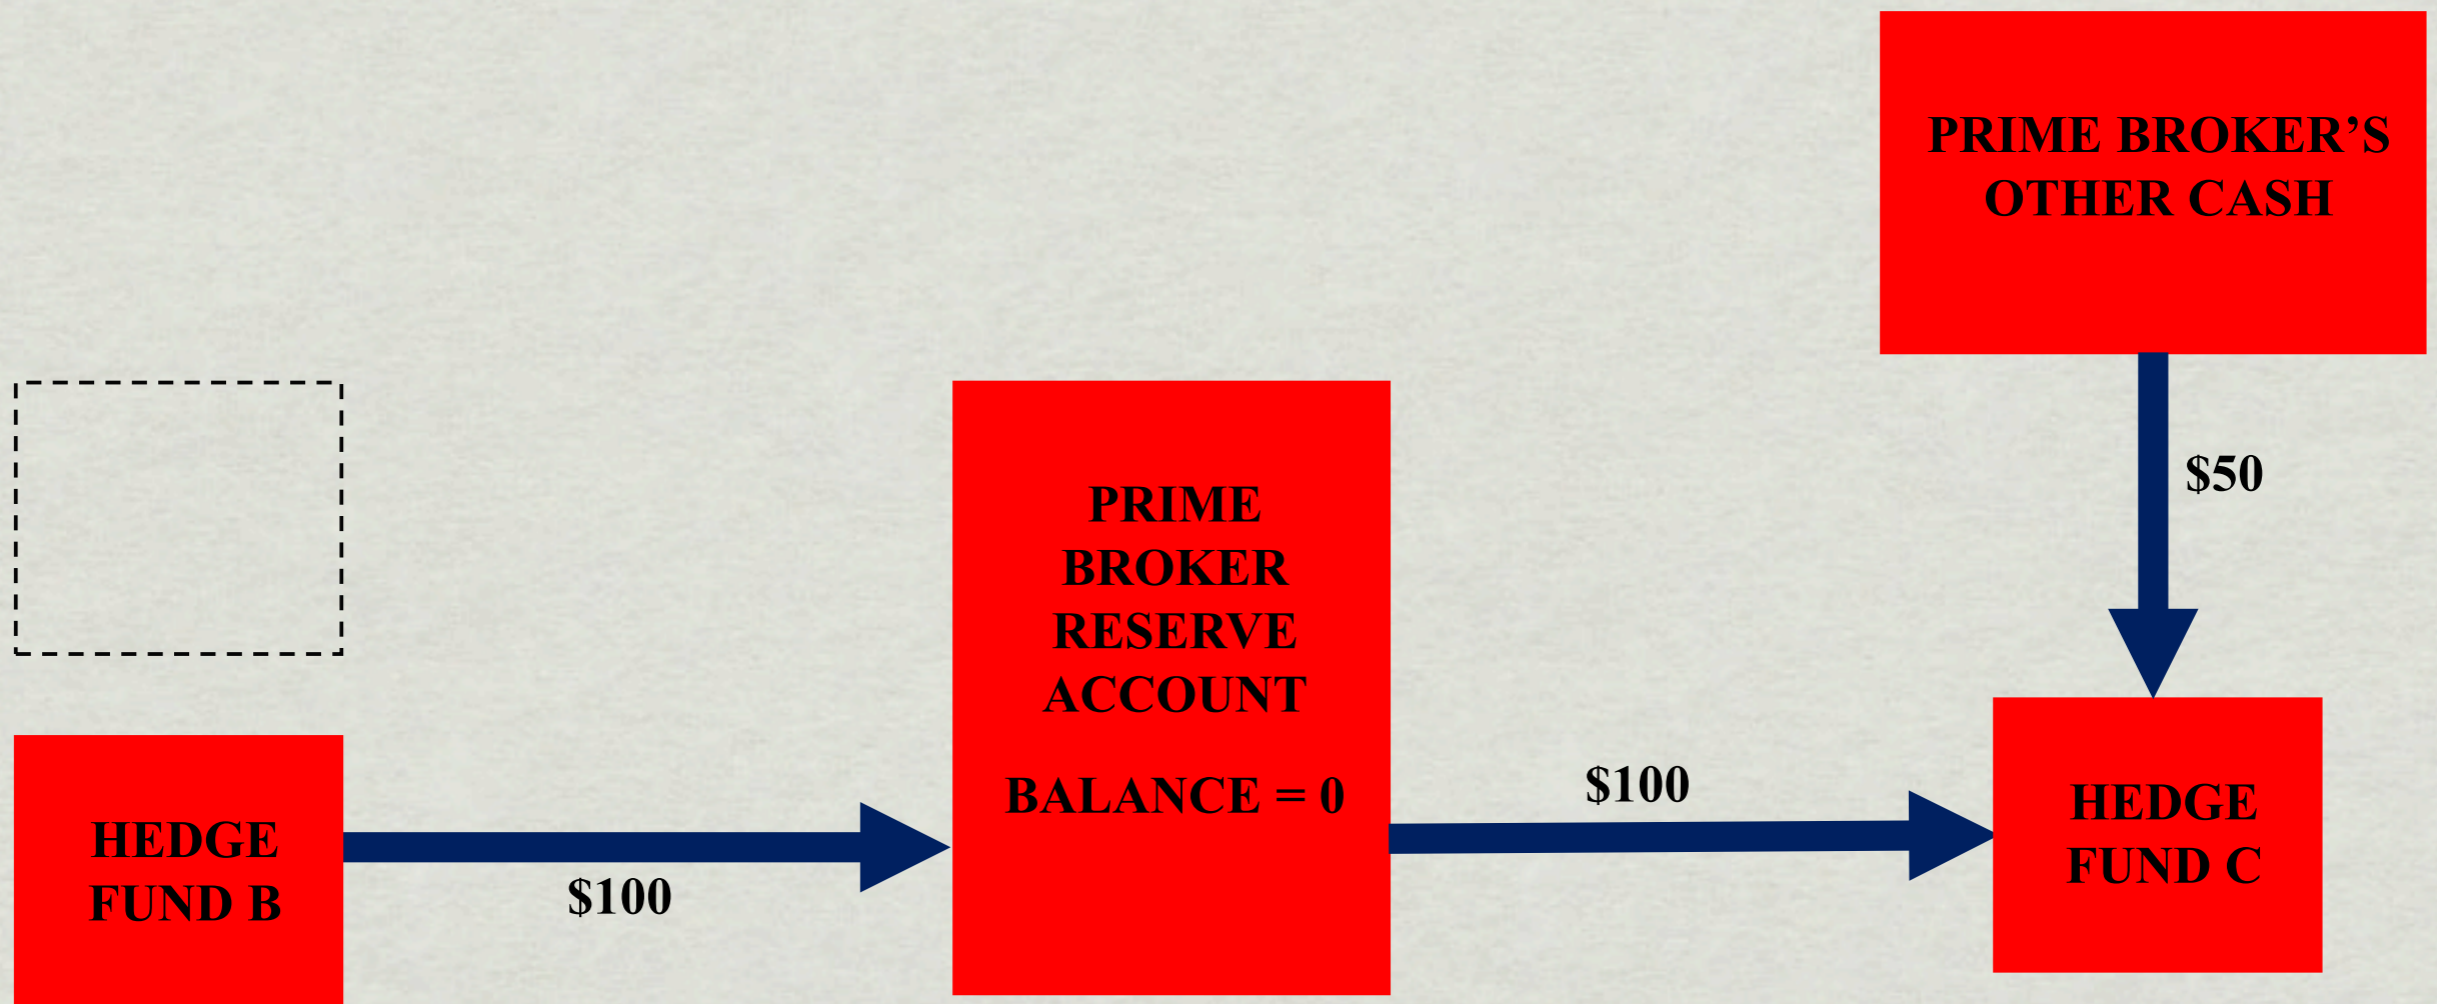 PRIME BROKER’S
OTHER CASH
$50
PRIME
BROKER
RESERVE
ACCOUNT
BALANCE = 0
$100
HEDGE
FUND C
HEDGE
FUND B
$100